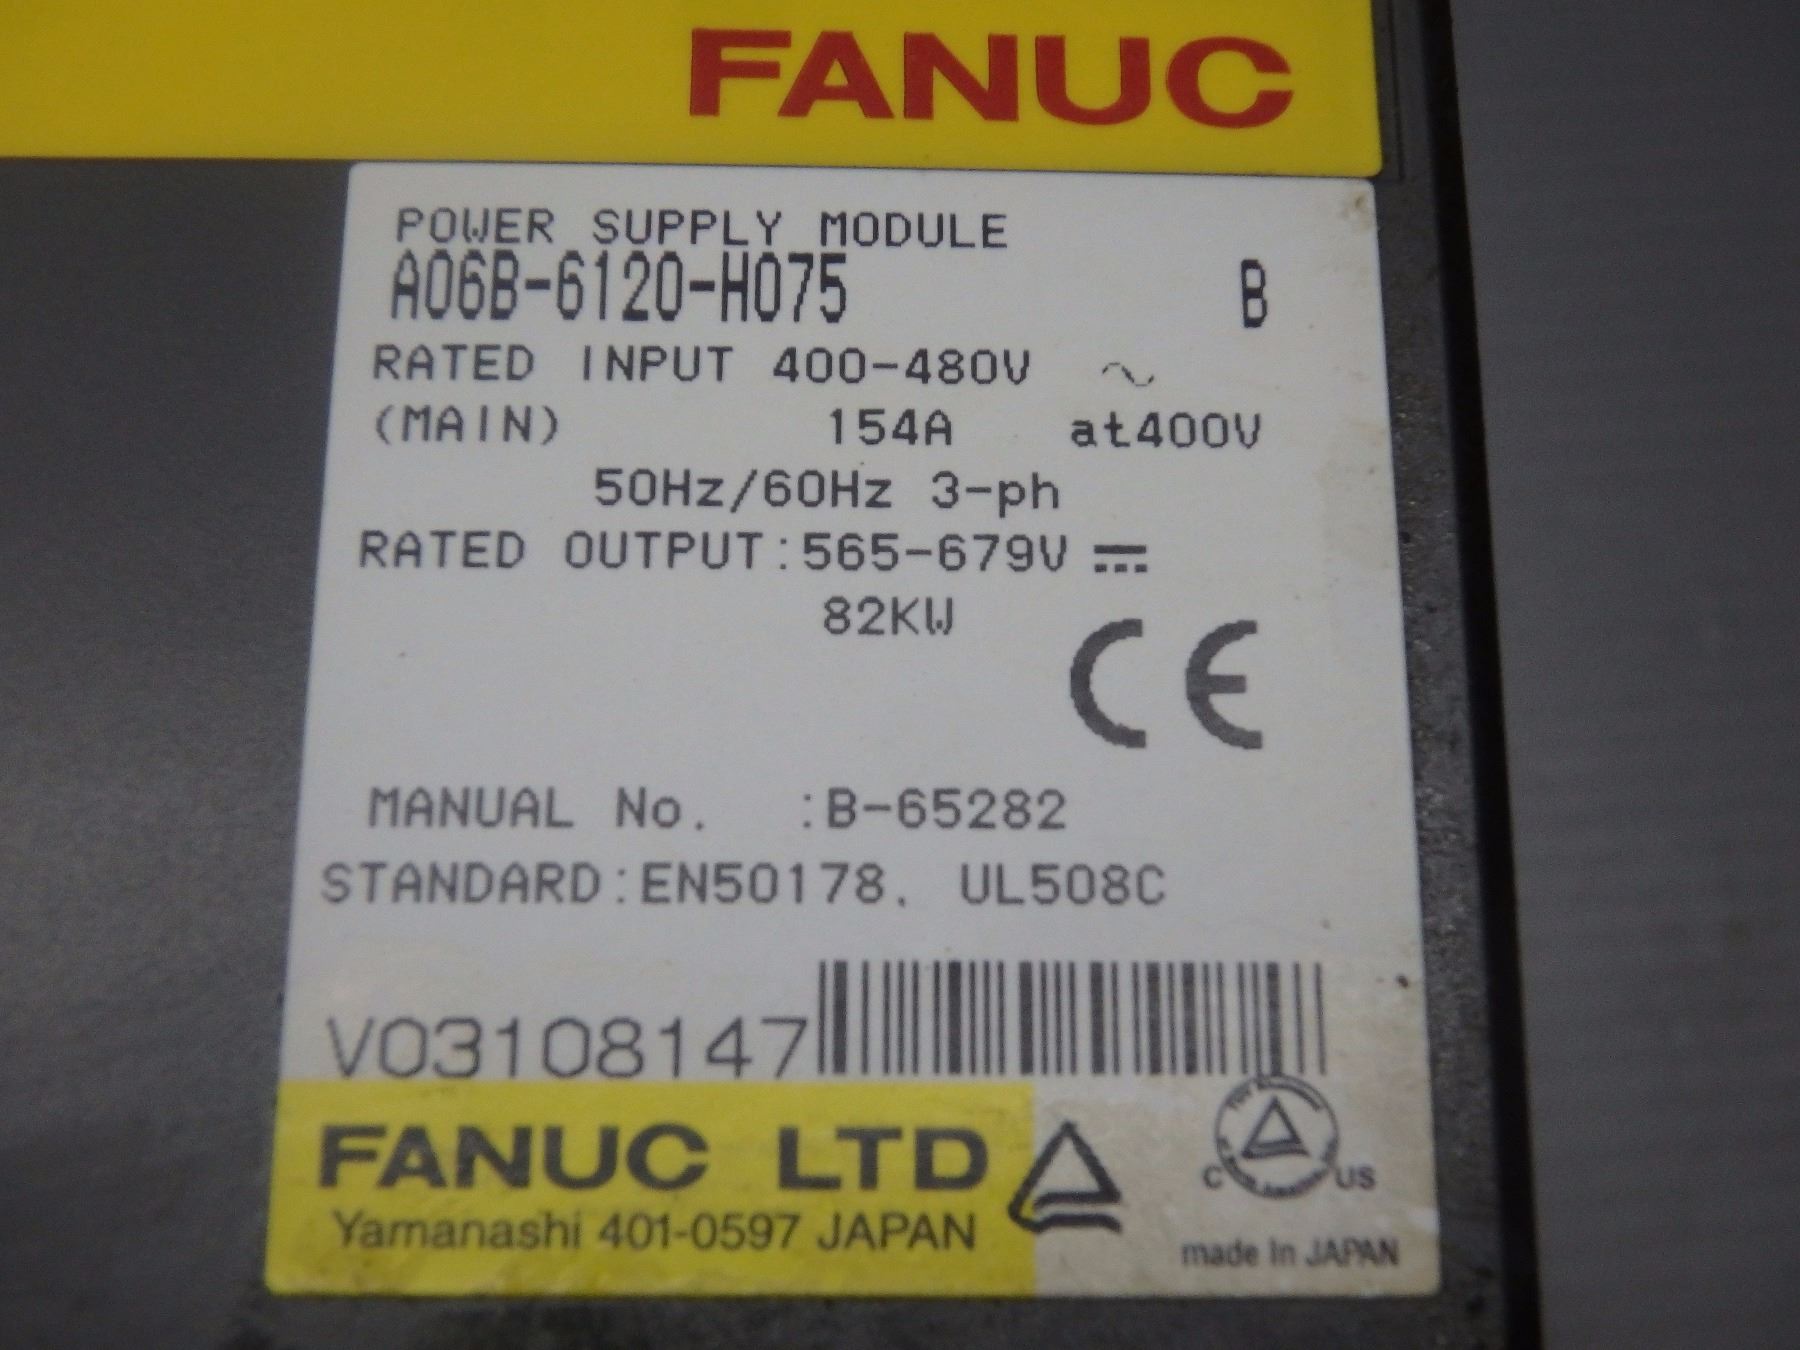 FANUC
POWER SUPPLY MODULE
A06B-6120-H075 B
RATED INPUT 400-480V ~
(MAIN) 154A at400V
50Hz/60Hz 3-ph
RATED OUTPUT:565-679V ⎓
82KW
CE
MANUAL No. :B-65282
STANDARD:EN50178. UL508C
V03108147
FANUC LTD
Yamanashi 401-0597 JAPAN
C US
made in JAPAN